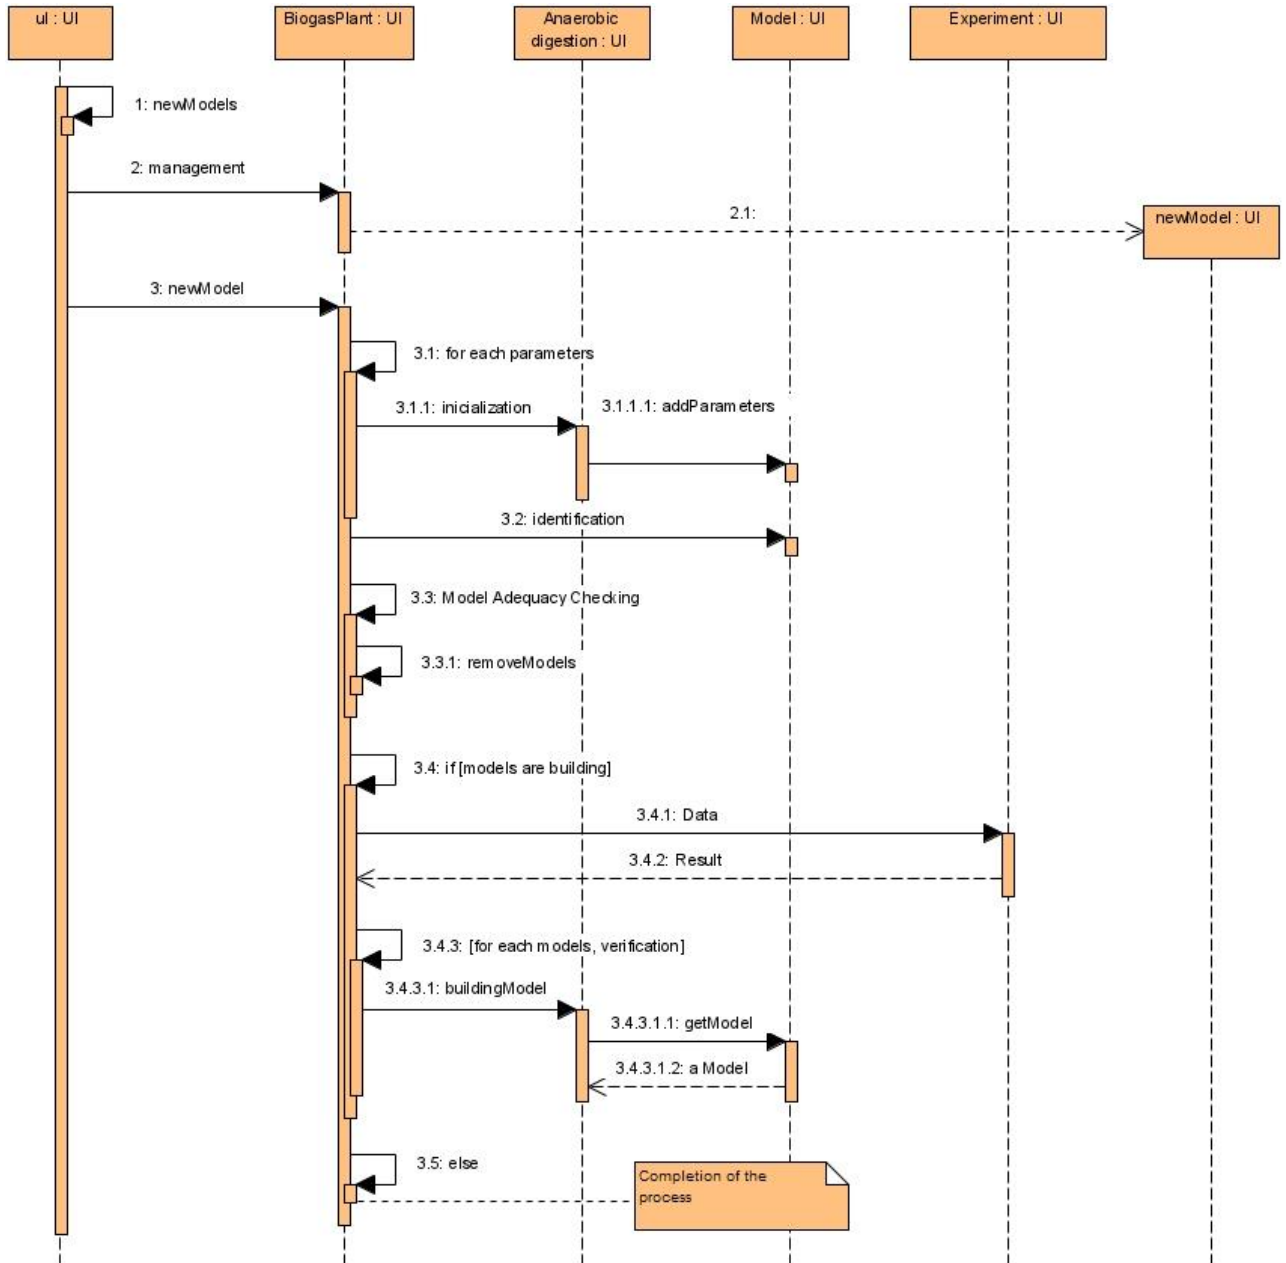 ul : UI
BiogasPlant : UI
Anaerobic
digestion : UI
Model : UI
Experiment : UI
1: newModels
2: management
2.1:
newModel : UI
3: newModel
3.1: for each parameters
3.1.1: inicialization
3.1.1.1: addParameters
3.2: identification
3.3: Model Adequacy Checking
3.3.1: removeModels
3.4: if [models are building]
3.4.1: Data
3.4.2: Result
3.4.3: [for each models, verification]
3.4.3.1: buildingModel
3.4.3.1.1: getModel
3.4.3.1.2: a Model
3.5: else
Completion of the
process